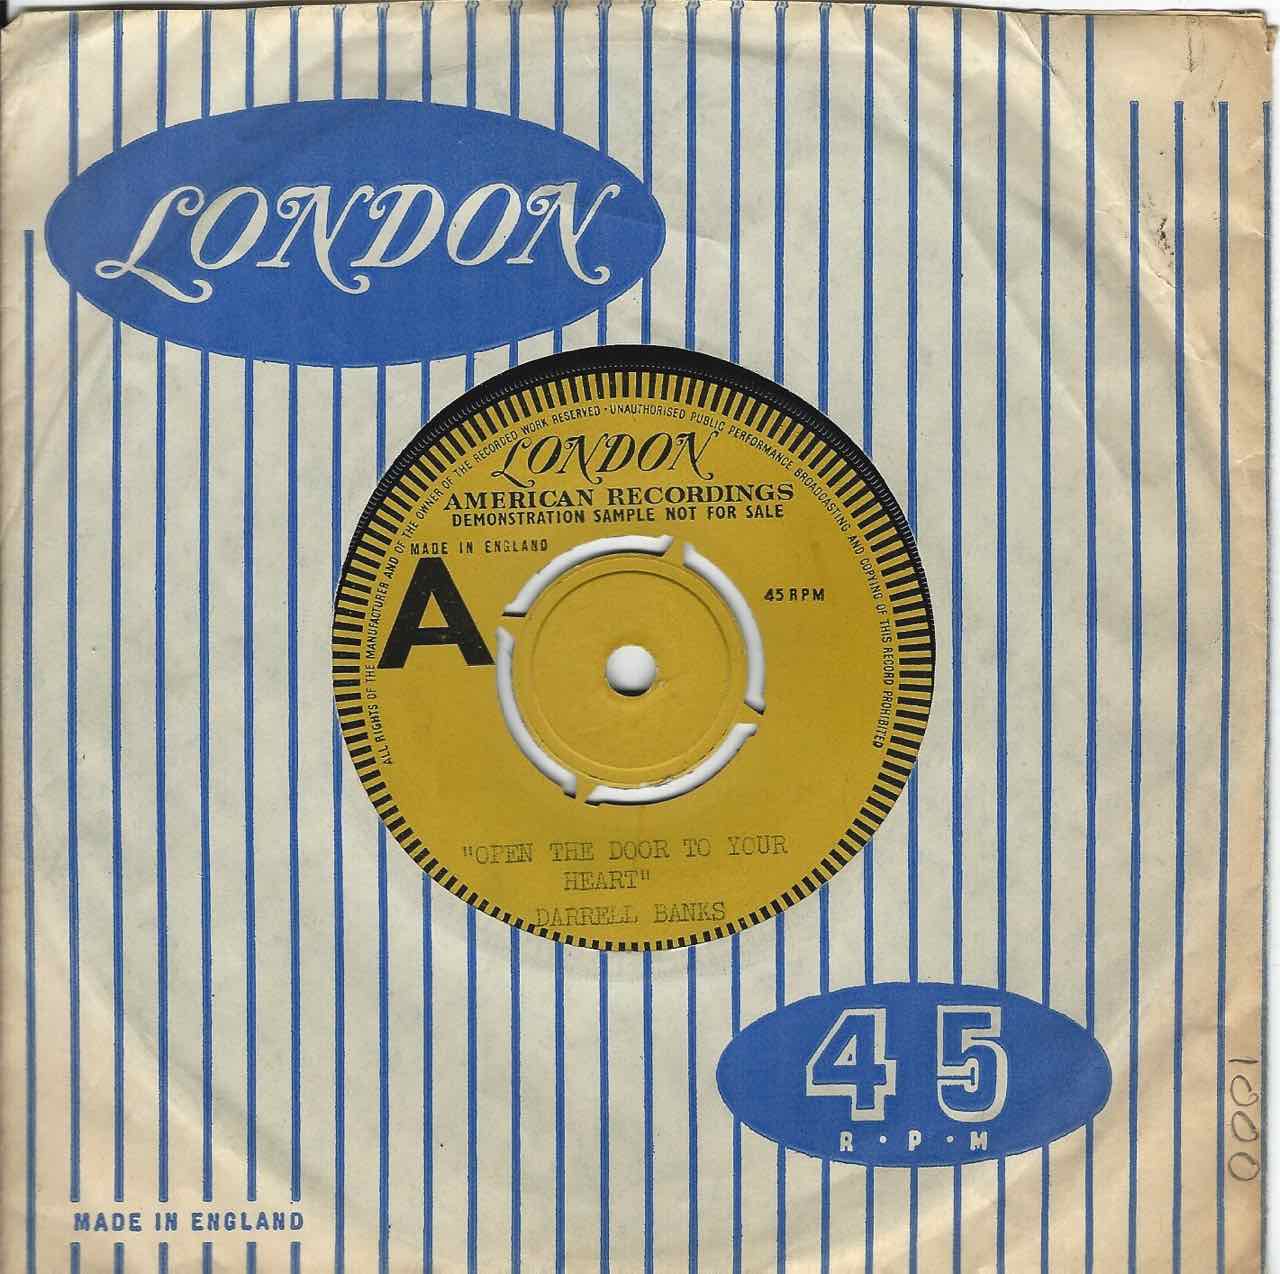 LONDON
ALL RIGHTS OF THE MANUFACTURER AND OF THE OWNER OF THE RECORDED WORK RESERVED · UNAUTHORISED PUBLIC PERFORMANCE BROADCASTING AND COPYING OF THIS RECORD PROHIBITED
LONDON
AMERICAN RECORDINGS
DEMONSTRATION SAMPLE NOT FOR SALE
MADE IN ENGLAND
A
45 RPM
"OPEN THE DOOR TO YOUR
HEART"
DARRELL BANKS
45
R·P·M
1000
MADE IN ENGLAND